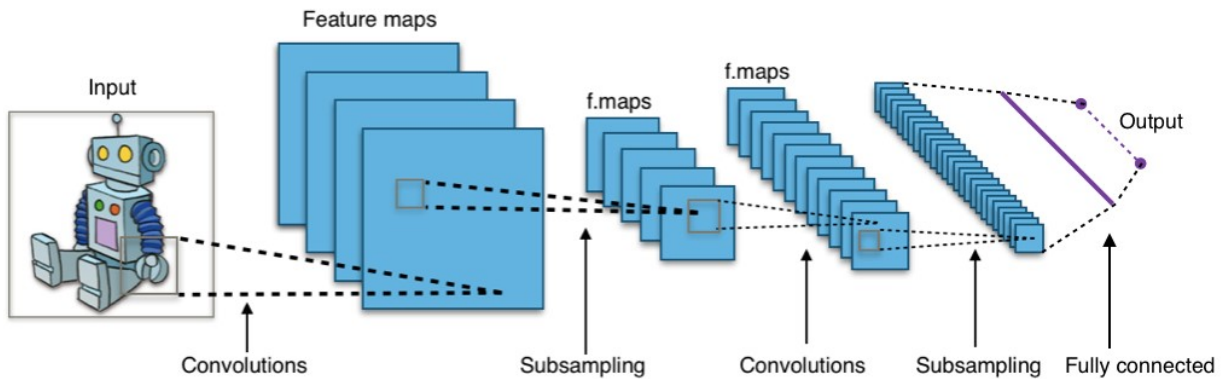 Feature maps
Input
f.maps
f.maps
Output
Convolutions
Subsampling
Convolutions
Subsampling
Fully connected